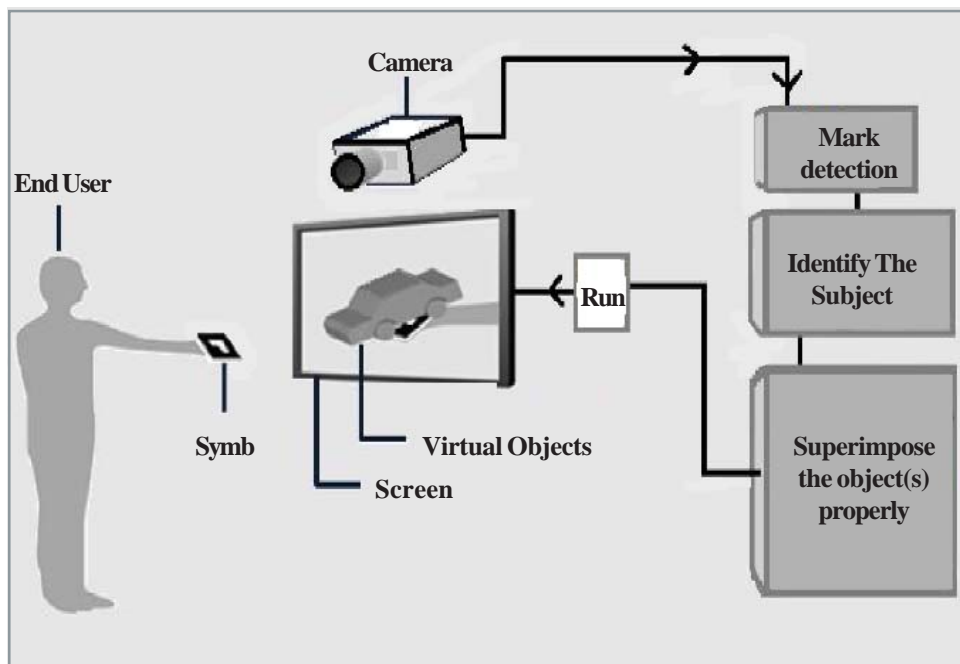 Camera
Mark
detection
End User
Identify The
Subject
Run
Symb
Virtual Objects
Screen
Superimpose
the object(s)
properly